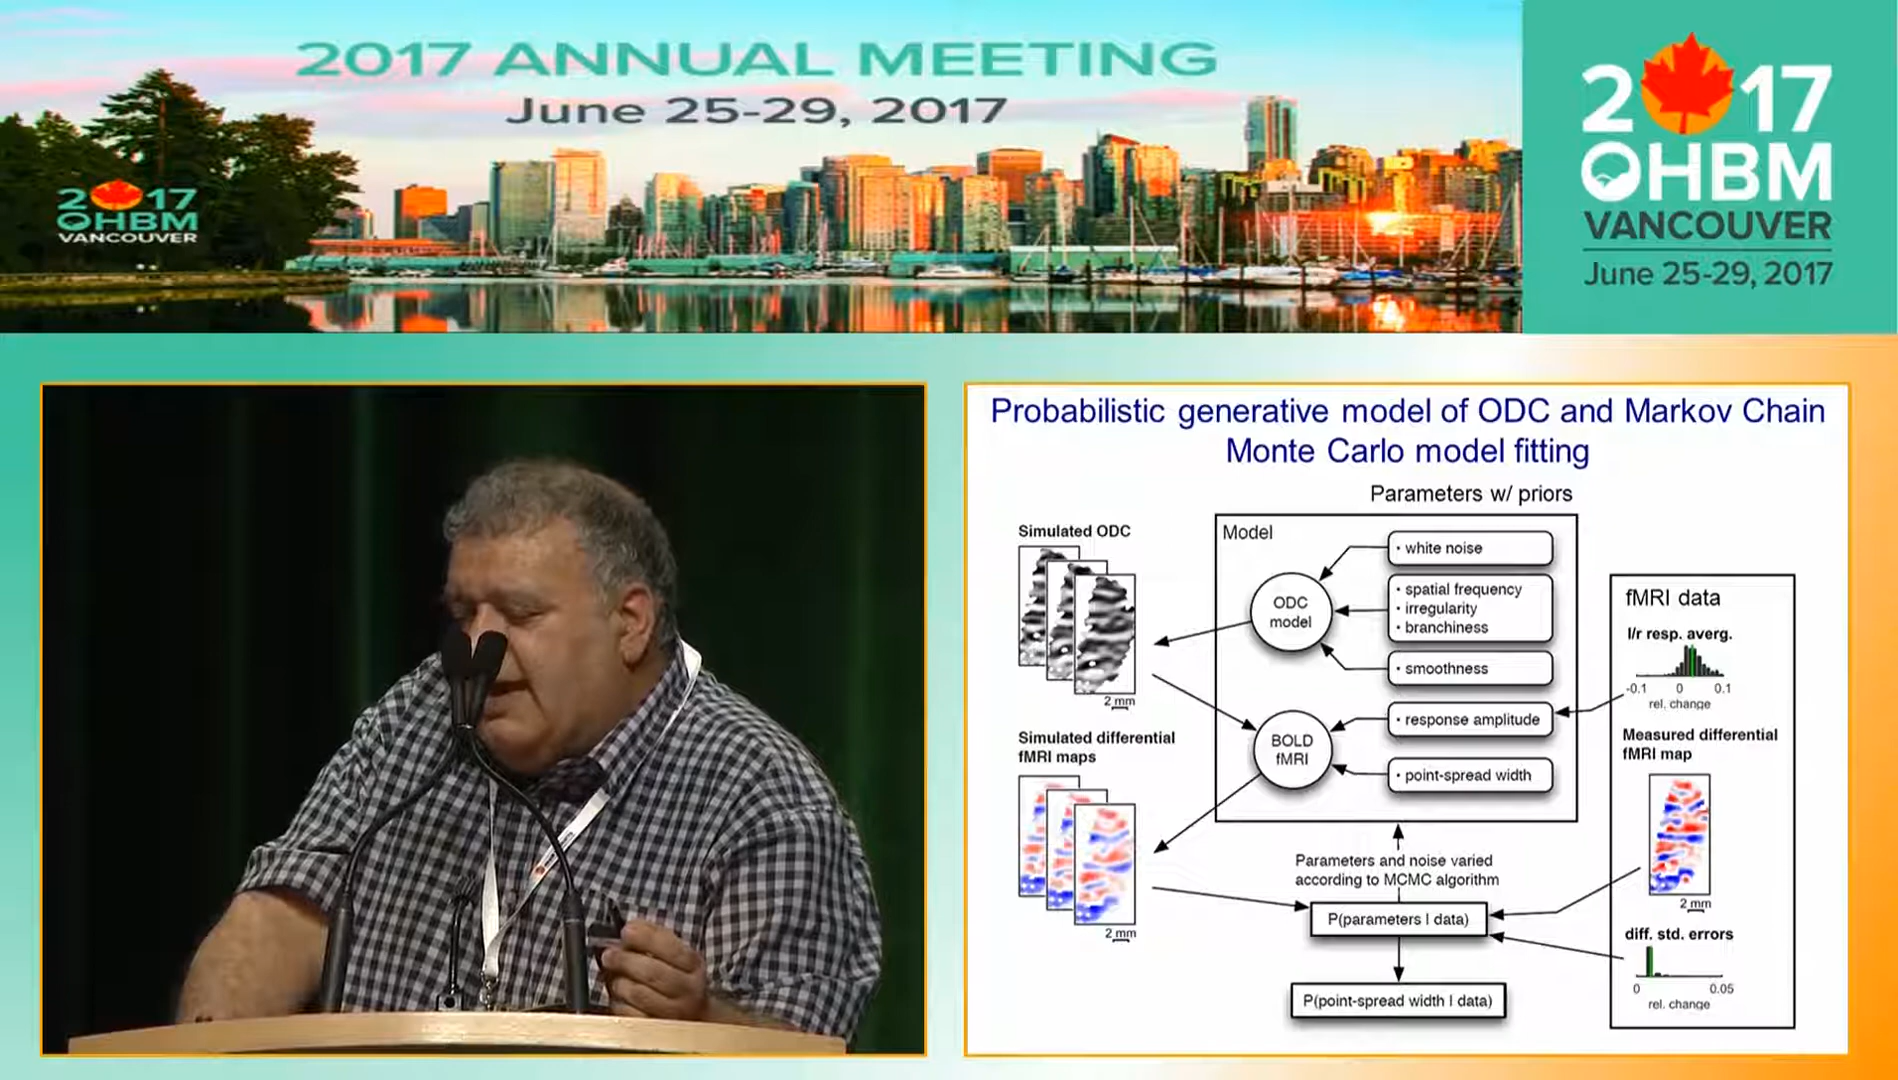 2017 ANNUAL MEETING
June 25-29, 2017
2017
OHBM
VANCOUVER
2017
OHBM
VANCOUVER
June 25-29, 2017
Probabilistic generative model of ODC and Markov Chain
Monte Carlo model fitting
Parameters w/ priors
Simulated ODC
2 mm
Simulated differential
fMRI maps
2 mm
Model
ODC
model
BOLD
fMRI
• white noise
• spatial frequency
• irregularity
• branchiness
• smoothness
• response amplitude
• point-spread width
Parameters and noise varied
according to MCMC algorithm
P(parameters I data)
P(point-spread width I data)
fMRI data
l/r resp. averg.
-0.1 0 0.1
rel. change
Measured differential
fMRI map
2 mm
diff. std. errors
0 0.05
rel. change